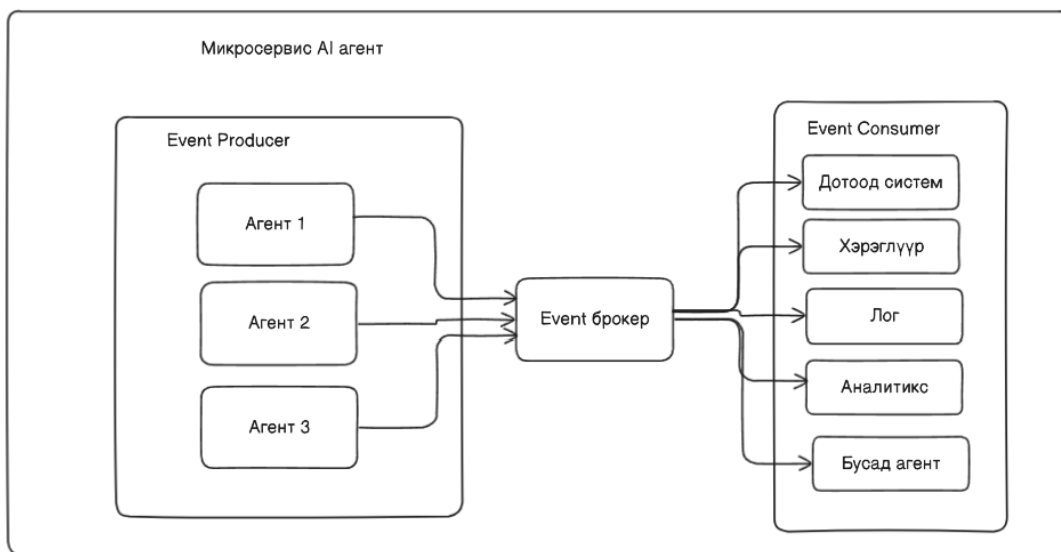 Микросервис AI агент
Event Producer
Агент 1
Агент 2
Агент 3
Event брокер
Event Consumer
Дотоод систем
Хэрэглүүр
Лог
Аналитикс
Бусад агент